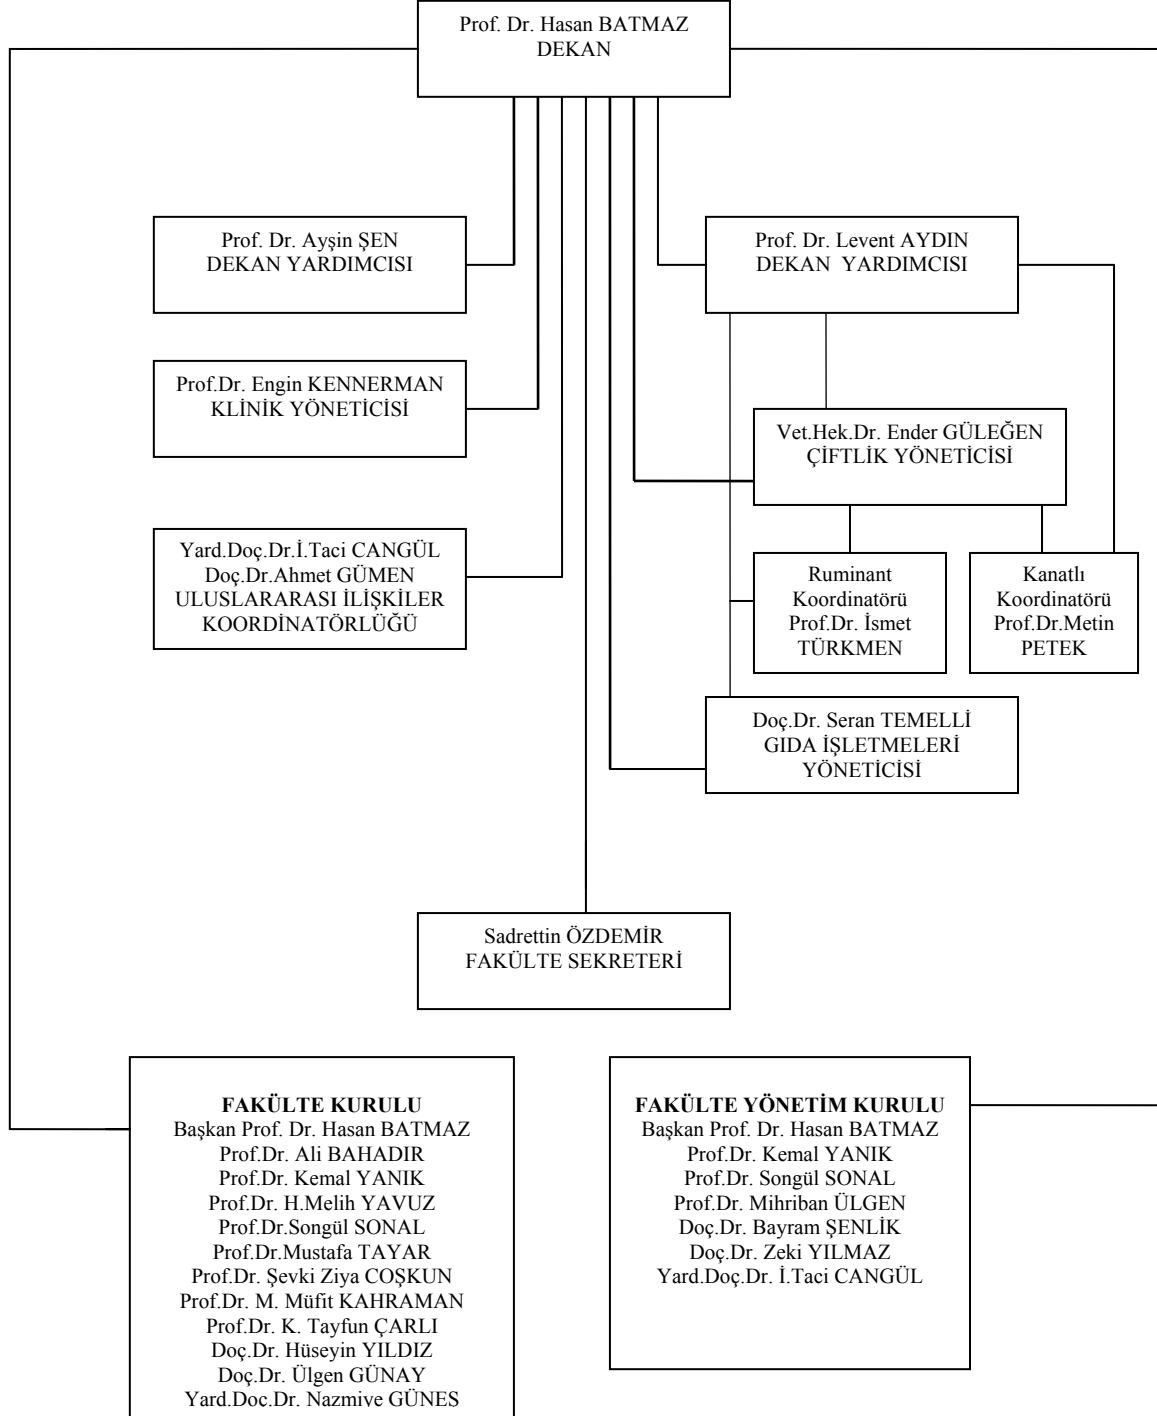 Prof. Dr. Hasan BATMAZ
DEKAN
Prof. Dr. Ayşin ŞEN
DEKAN YARDIMCISI
Prof. Dr. Levent AYDIN
DEKAN YARDIMCISI
Prof.Dr. Engin KENNERMAN
KLİNİK YÖNETİCİSİ
Vet.Hek.Dr. Ender GÜLEĞEN
ÇİFTLİK YÖNETİCİSİ
Yard.Doç.Dr.İ.Taci CANGÜL
Doç.Dr.Ahmet GÜMEN
ULUSLARARASI İLİŞKİLER
KOORDİNATÖRLÜĞÜ
Ruminant
Koordinatörü
Prof.Dr. İsmet
TÜRKMEN
Kanatlı
Koordinatörü
Prof.Dr.Metin
PETEK
Doç.Dr. Seran TEMELLİ
GIDA İŞLETMELERİ
YÖNETİCİSİ
Sadrettin ÖZDEMİR
FAKÜLTE SEKRETERİ
FAKÜLTE KURULU
Başkan Prof. Dr. Hasan BATMAZ
Prof.Dr. Ali BAHADIR
Prof.Dr. Kemal YANIK
Prof.Dr. H.Melih YAVUZ
Prof.Dr.Songül SONAL
Prof.Dr.Mustafa TAYAR
Prof.Dr. Şevki Ziya COŞKUN
Prof.Dr. M. Müfit KAHRAMAN
Prof.Dr. K. Tayfun ÇARLI
Doç.Dr. Hüseyin YILDIZ
Doç.Dr. Ülgen GÜNAY
Yard.Doç.Dr. Nazmiye GÜNEŞ
FAKÜLTE YÖNETİM KURULU
Başkan Prof. Dr. Hasan BATMAZ
Prof.Dr. Kemal YANIK
Prof.Dr. Songül SONAL
Prof.Dr. Mihriban ÜLGEN
Doç.Dr. Bayram ŞENLİK
Doç.Dr. Zeki YILMAZ
Yard.Doç.Dr. İ.Taci CANGÜL